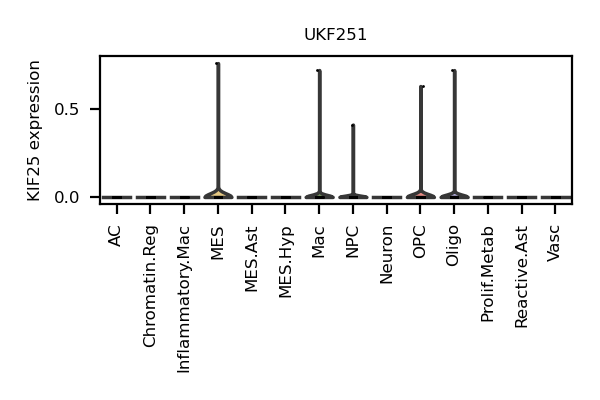 UKF251
KIF25 expression
0.5
0.0
AC
Chromatin.Reg
Inflammatory.Mac
MES
MES.Ast
MES.Hyp
Mac
NPC
Neuron
OPC
Oligo
Prolif.Metab
Reactive.Ast
Vasc